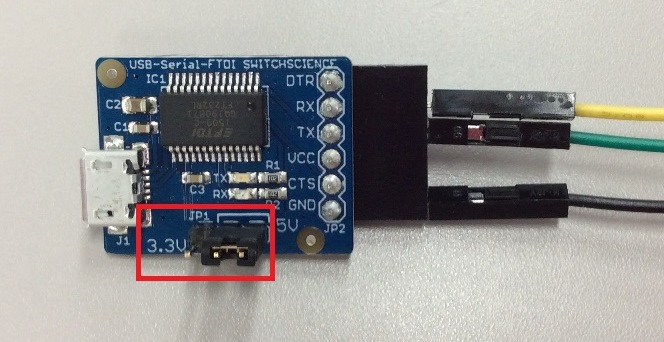 USB-Serial-FTDI SWITCHSCIENCE
IC1
DTR
C2
RX
FTDI
TX
C1
VCC
TX
R1
C3
CTS
RX
R2
GND
JP1
5V
JP2
J1
3.3V